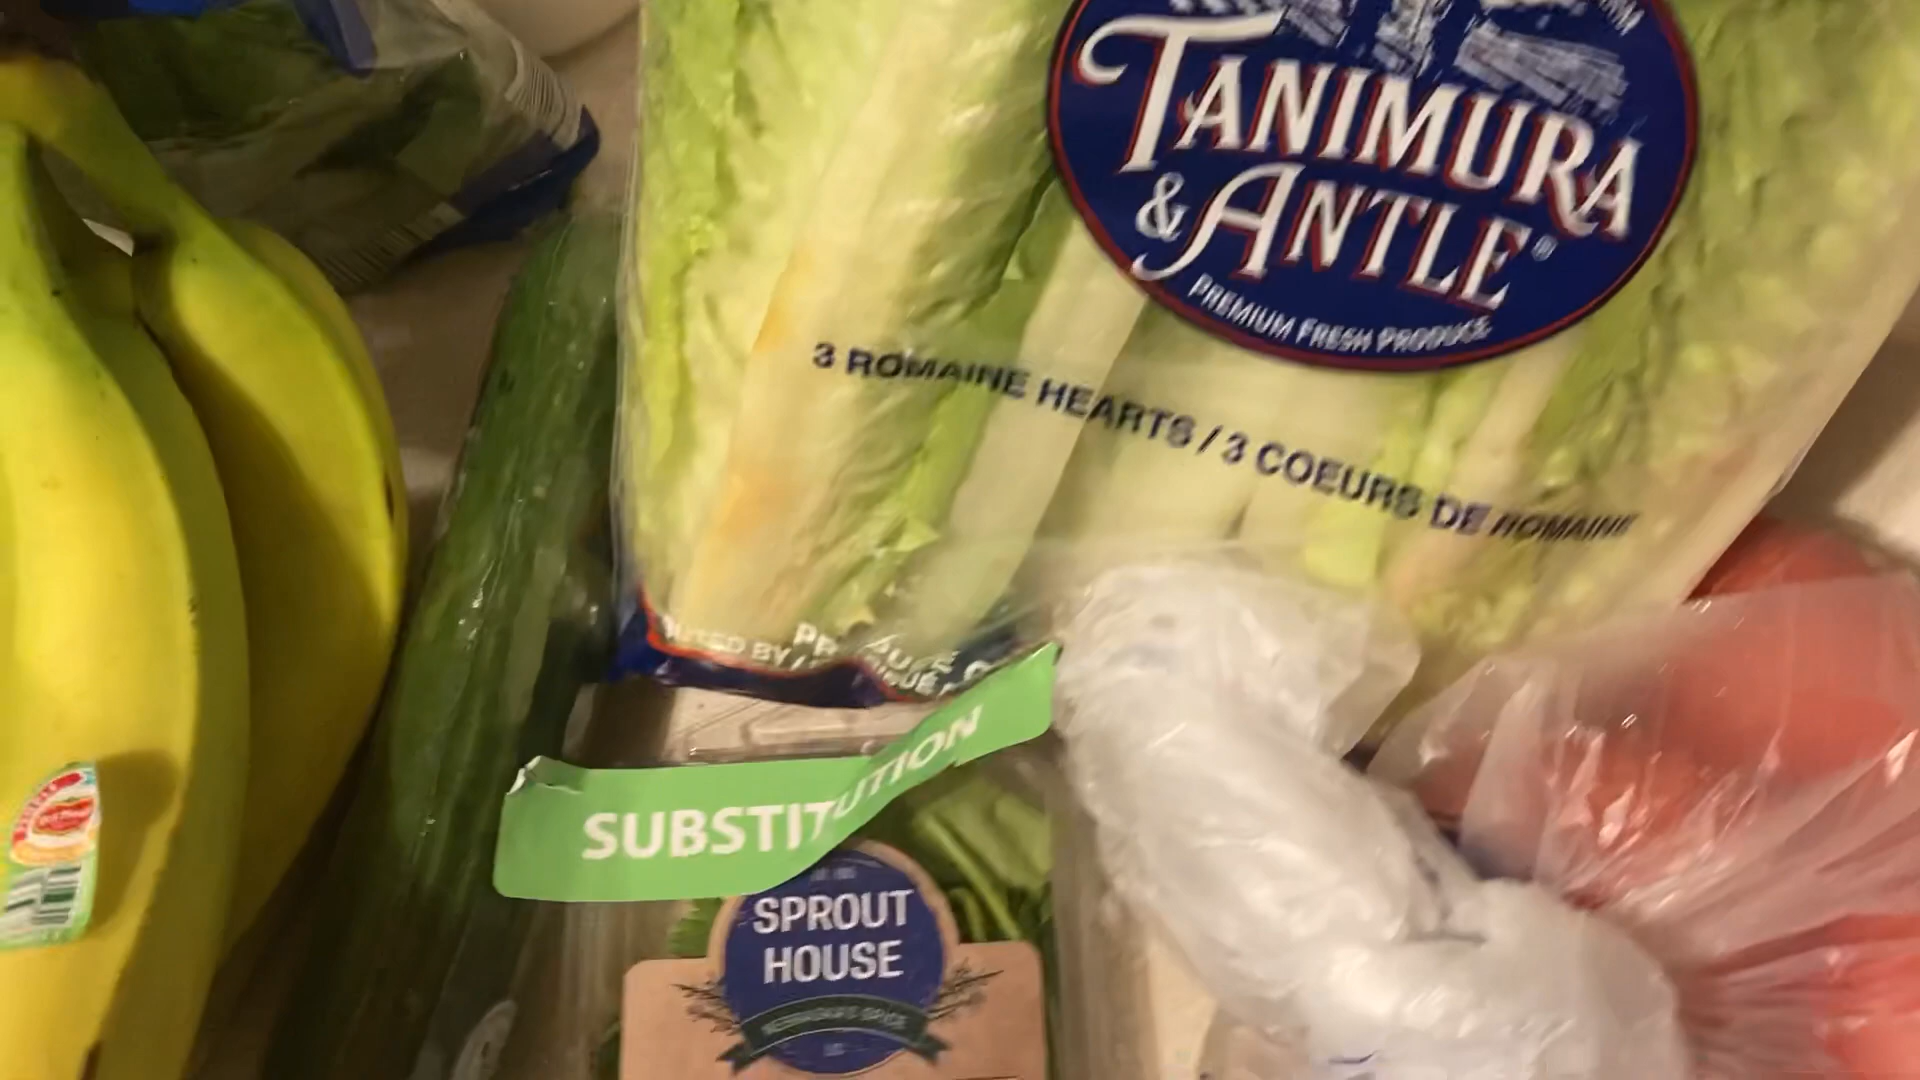 TANIMURA
& ANTLE®
PREMIUM FRESH PRODUCE
3 ROMAINE HEARTS / 3 COEURS DE ROMAINE
SUBSTITUTION
SPROUT
HOUSE